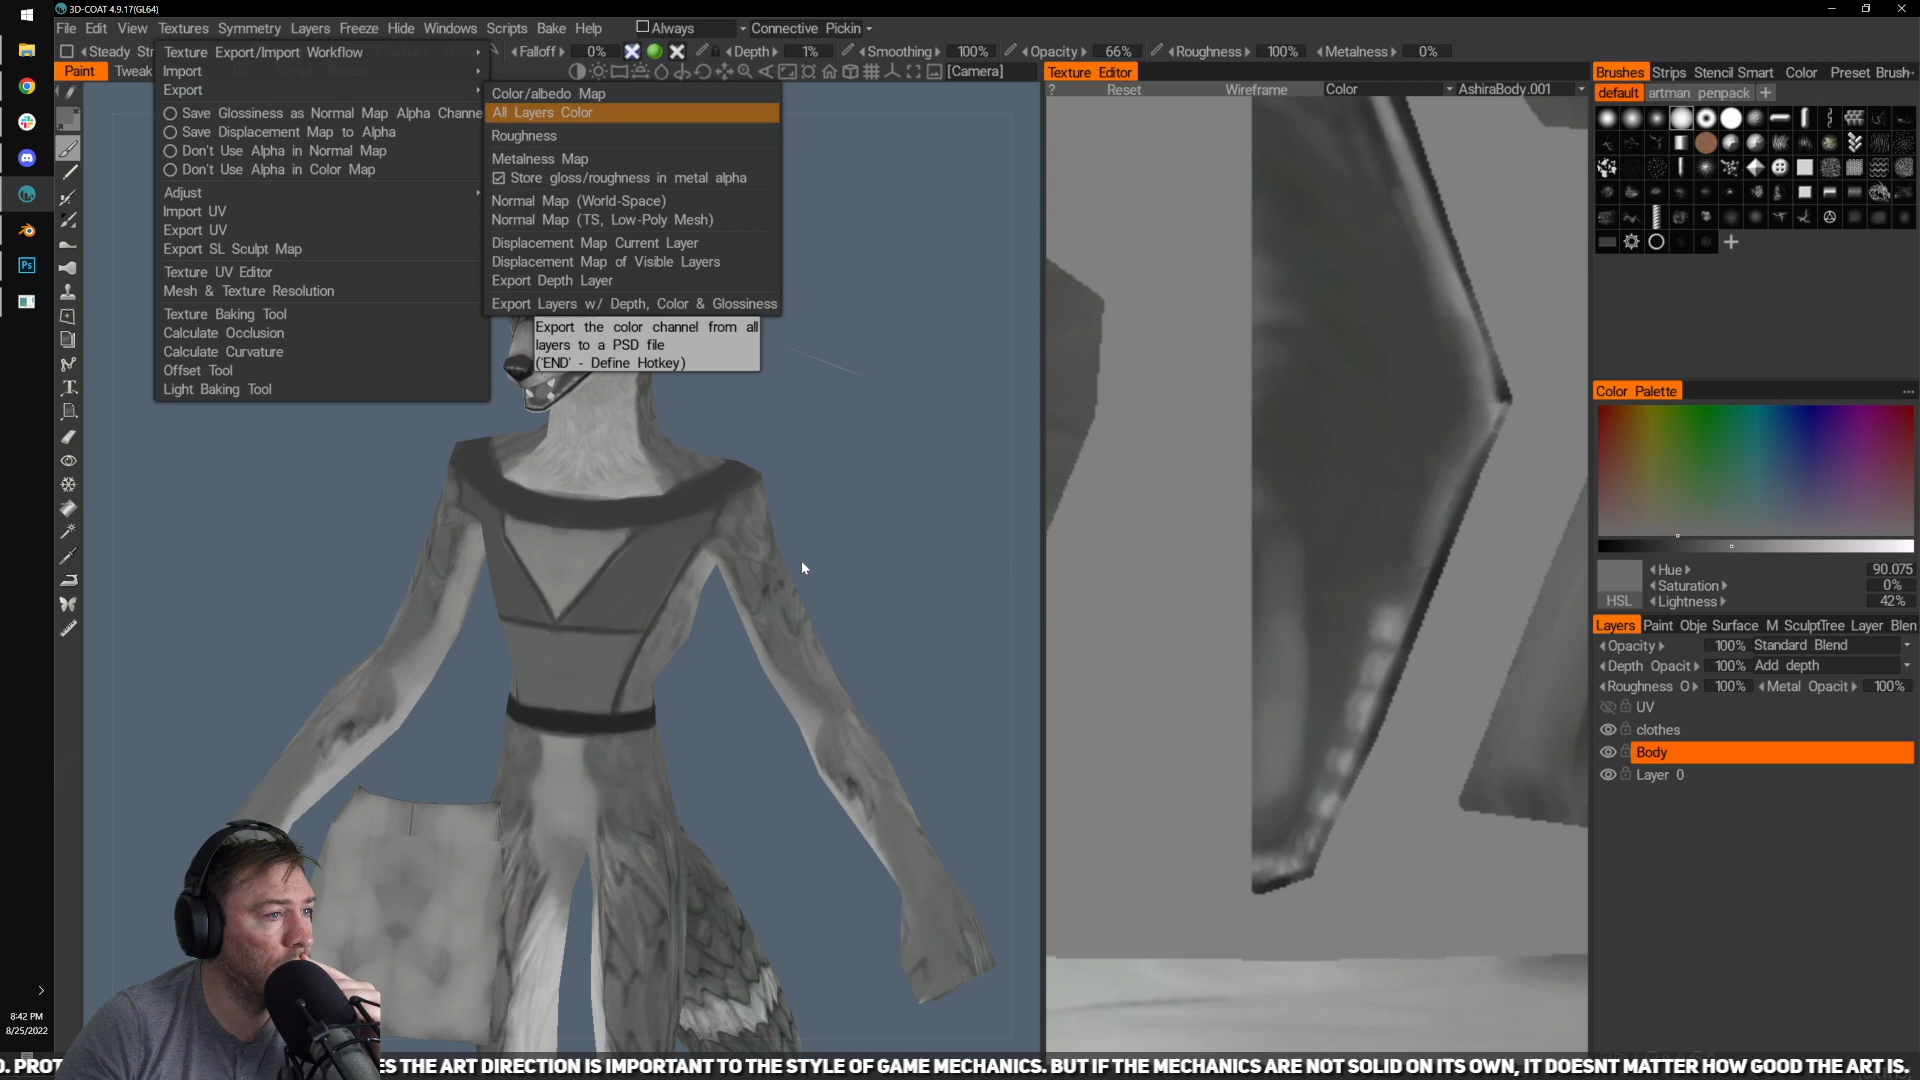 3D-COAT 4.9.17(GL64)
File Edit View Textures Symmetry Layers Freeze Hide Windows Scripts Bake Help Always Connective Pickin
Steady Str Falloff 0% Depth 1% Smoothing 100% Opacity 66% Roughness 100% Metalness 0%
Paint Tweak [Camera]
Texture Export/Import Workflow
Import
Export
Save Glossiness as Normal Map Alpha Channe
Save Displacement Map to Alpha
Don't Use Alpha in Normal Map
Don't Use Alpha in Color Map
Adjust
Import UV
Export UV
Export SL Sculpt Map
Texture UV Editor
Mesh & Texture Resolution
Texture Baking Tool
Calculate Occlusion
Calculate Curvature
Offset Tool
Light Baking Tool
Color/albedo Map
All Layers Color
Roughness
Metalness Map
Store gloss/roughness in metal alpha
Normal Map (World-Space)
Normal Map (TS, Low-Poly Mesh)
Displacement Map Current Layer
Displacement Map of Visible Layers
Export Depth Layer
Export Layers w/ Depth, Color & Glossiness
Export the color channel from all
layers to a PSD file
('END' - Define Hotkey)
Texture Editor
? Reset Wireframe Color AshiraBody.001
Brushes Strips Stencil Smart Color Preset Brush
default artman penpack
Color Palette
Hue 90.075
Saturation 0%
HSL Lightness 42%
Layers Paint Obje Surface M SculptTree Layer Blen
Opacity 100% Standard Blend
Depth Opacit 100% Add depth
Roughness O 100% Metal Opacit 100%
UV
clothes
Body
Layer 0
Ps
8:42 PM
8/25/2022
D. PROT ES THE ART DIRECTION IS IMPORTANT TO THE STYLE OF GAME MECHANICS. BUT IF THE MECHANICS ARE NOT SOLID ON ITS OWN, IT DOESNT MATTER HOW GOOD THE ART IS.